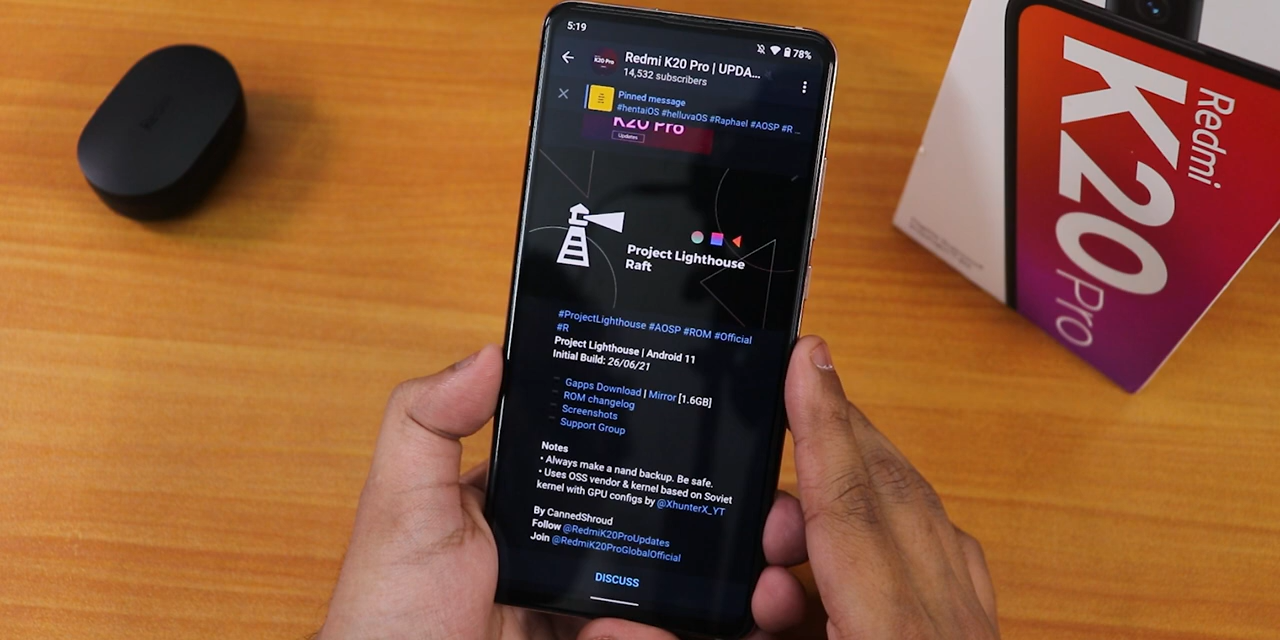 5:19
78%
K20 Pro
Redmi K20 Pro | UPDA...
14,532 subscribers
Pinned message
#hentaiOS #helluvaOS #Raphael #AOSP #R...
K20 Pro
Updates
Project Lighthouse
Raft
#ProjectLighthouse #AOSP #ROM #Official
#R
Project Lighthouse | Android 11
Initial Build: 26/06/21
Gapps Download | Mirror [1.6GB]
ROM changelog
Screenshots
Support Group
Notes
• Always make a nand backup. Be safe.
• Uses OSS vendor & kernel based on Soviet
kernel with GPU configs by @XhunterX_YT
By CannedShroud
Follow @RedmiK20ProUpdates
Join @RedmiK20ProGlobalOfficial
DISCUSS
Redmi
K20 Pro